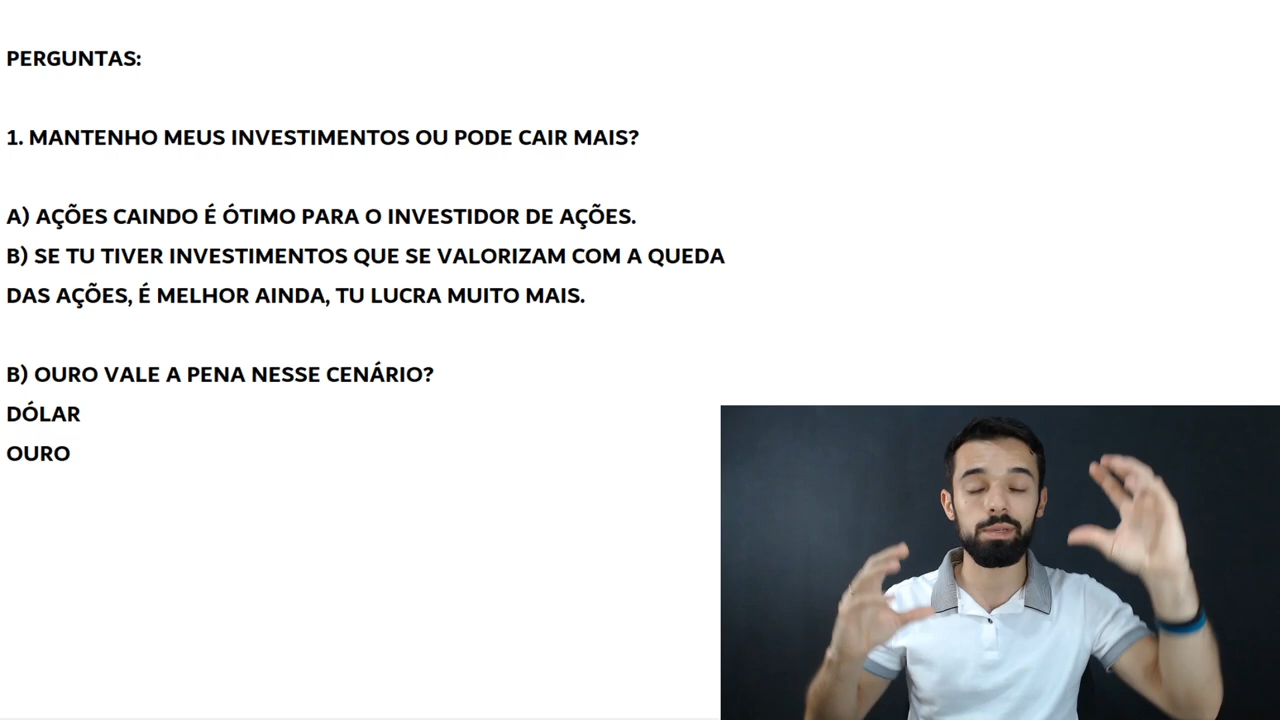 PERGUNTAS:
1. MANTENHO MEUS INVESTIMENTOS OU PODE CAIR MAIS?
A) AÇÕES CAINDO É ÓTIMO PARA O INVESTIDOR DE AÇÕES.
B) SE TU TIVER INVESTIMENTOS QUE SE VALORIZAM COM A QUEDA
DAS AÇÕES, É MELHOR AINDA, TU LUCRA MUITO MAIS.
B) OURO VALE A PENA NESSE CENÁRIO?
DÓLAR
OURO